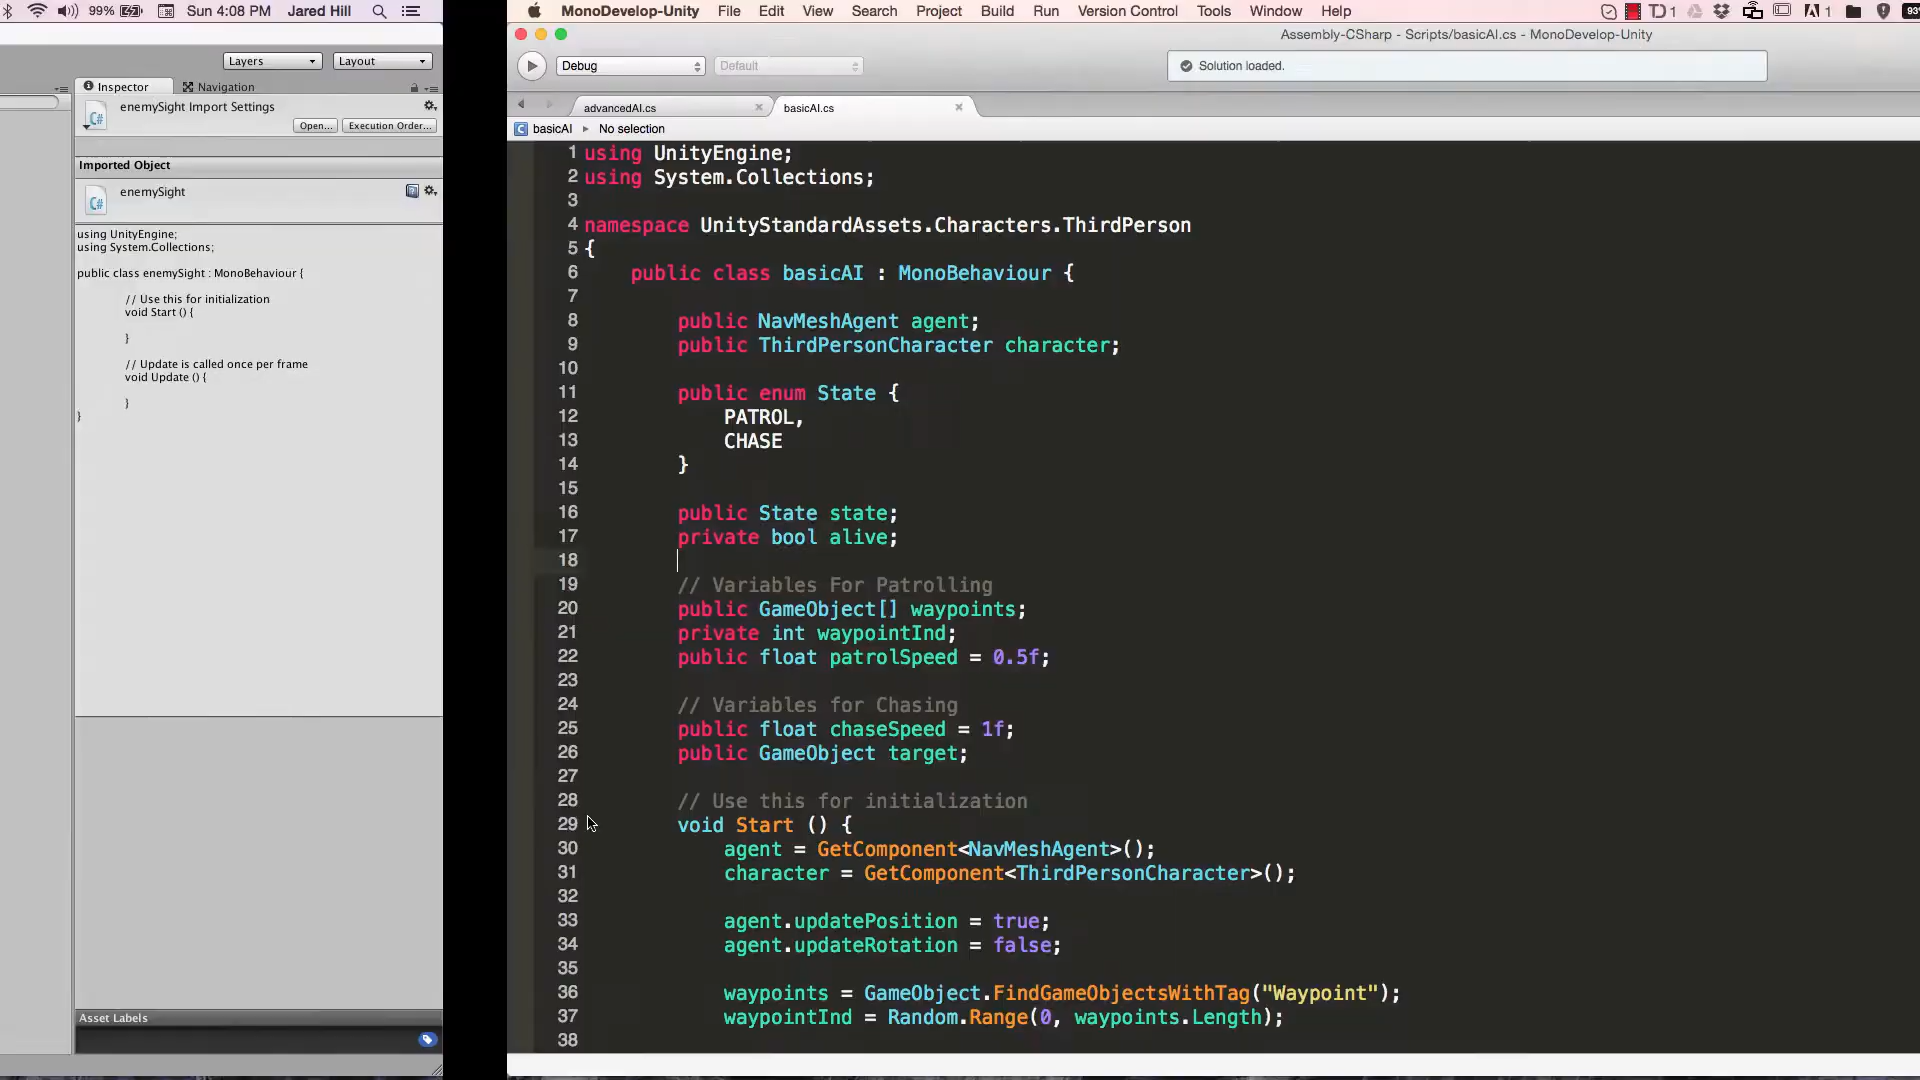 99% Sun 4:08 PM Jared Hill
Layers Layout
Inspector Navigation
enemySight Import Settings
Open... Execution Order...
Imported Object
enemySight
using UnityEngine;
using System.Collections;
public class enemySight : MonoBehaviour {
// Use this for initialization
void Start () {
}
// Update is called once per frame
void Update () {
}
}
Asset Labels
MonoDevelop-Unity File Edit View Search Project Build Run Version Control Tools Window Help
Assembly-CSharp - Scripts/basicAI.cs - MonoDevelop-Unity
Debug Default Solution loaded.
advancedAI.cs basicAI.cs
basicAI No selection
1 using UnityEngine;
2 using System.Collections;
3
4 namespace UnityStandardAssets.Characters.ThirdPerson
5 {
6 public class basicAI : MonoBehaviour {
7
8 public NavMeshAgent agent;
9 public ThirdPersonCharacter character;
10
11 public enum State {
12 PATROL,
13 CHASE
14 }
15
16 public State state;
17 private bool alive;
18
19 // Variables For Patrolling
20 public GameObject[] waypoints;
21 private int waypointInd;
22 public float patrolSpeed = 0.5f;
23
24 // Variables for Chasing
25 public float chaseSpeed = 1f;
26 public GameObject target;
27
28 // Use this for initialization
29 void Start () {
30 agent = GetComponent<NavMeshAgent>();
31 character = GetComponent<ThirdPersonCharacter>();
32
33 agent.updatePosition = true;
34 agent.updateRotation = false;
35
36 waypoints = GameObject.FindGameObjectsWithTag("Waypoint");
37 waypointInd = Random.Range(0, waypoints.Length);
38